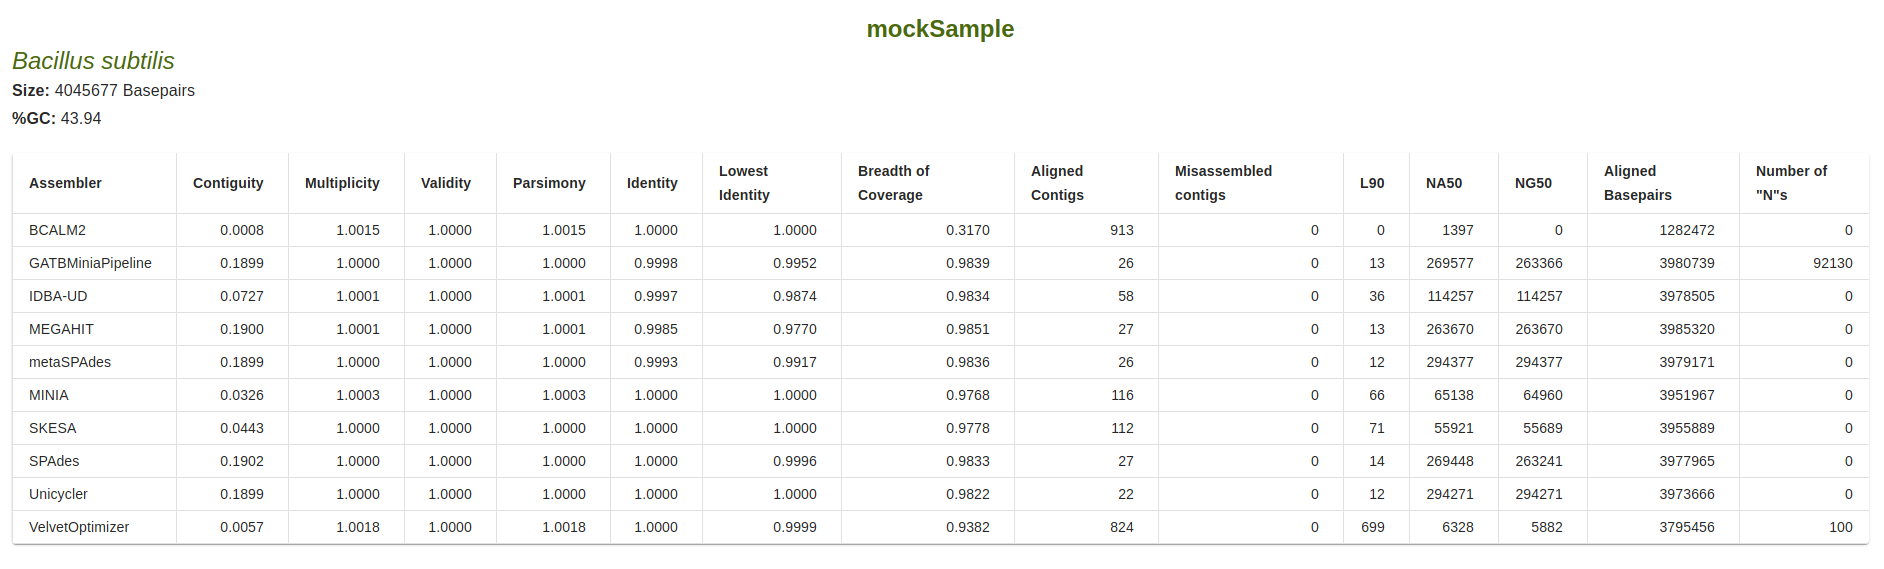 mockSample
Bacillus subtilis
Size: 4045677 Basepairs
%GC: 43.94
Assembler Contiguity Multiplicity Validity Parsimony Identity Lowest Identity Breadth of Coverage Aligned Contigs Misassembled contigs L90 NA50 NG50 Aligned Basepairs Number of "N"s
BCALM2 0.0008 1.0015 1.0000 1.0015 1.0000 1.0000 0.3170 913 0 0 1397 0 1282472 0
GATBMiniaPipeline 0.1899 1.0000 1.0000 1.0000 0.9998 0.9952 0.9839 26 0 13 269577 263366 3980739 92130
IDBA-UD 0.0727 1.0001 1.0000 1.0001 0.9997 0.9874 0.9834 58 0 36 114257 114257 3978505 0
MEGAHIT 0.1900 1.0001 1.0000 1.0001 0.9985 0.9770 0.9851 27 0 13 263670 263670 3985320 0
metaSPAdes 0.1899 1.0000 1.0000 1.0000 0.9993 0.9917 0.9836 26 0 12 294377 294377 3979171 0
MINIA 0.0326 1.0003 1.0000 1.0003 1.0000 1.0000 0.9768 116 0 66 65138 64960 3951967 0
SKESA 0.0443 1.0000 1.0000 1.0000 1.0000 1.0000 0.9778 112 0 71 55921 55689 3955889 0
SPAdes 0.1902 1.0000 1.0000 1.0000 1.0000 0.9996 0.9833 27 0 14 269448 263241 3977965 0
Unicycler 0.1899 1.0000 1.0000 1.0000 1.0000 1.0000 0.9822 22 0 12 294271 294271 3973666 0
VelvetOptimizer 0.0057 1.0018 1.0000 1.0018 1.0000 0.9999 0.9382 824 0 699 6328 5882 3795456 100